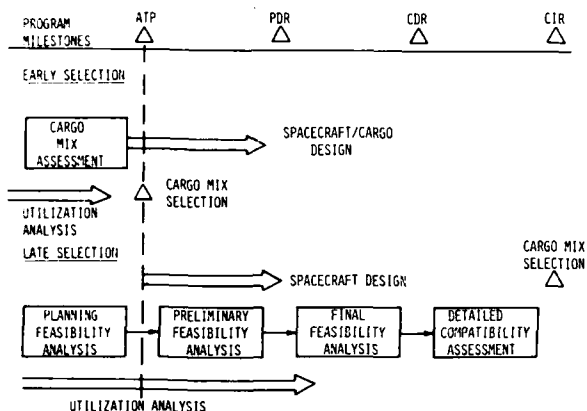 PROGRAM MILESTONES
ATP
PDR
CDR
CIR
EARLY SELECTION
CARGO
MIX
ASSESSMENT
SPACECRAFT/CARGO
DESIGN
CARGO MIX
SELECTION
UTILIZATION
ANALYSIS
LATE SELECTION
CARGO MIX
SELECTION
SPACECRAFT DESIGN
PLANNING
FEASIBILITY
ANALYSIS
PRELIMINARY
FEASIBILITY
ANALYSIS
FINAL
FEASIBILITY
ANALYSIS
DETAILED
COMPATIBILITY
ASSESSMENT
UTILIZATION ANALYSIS